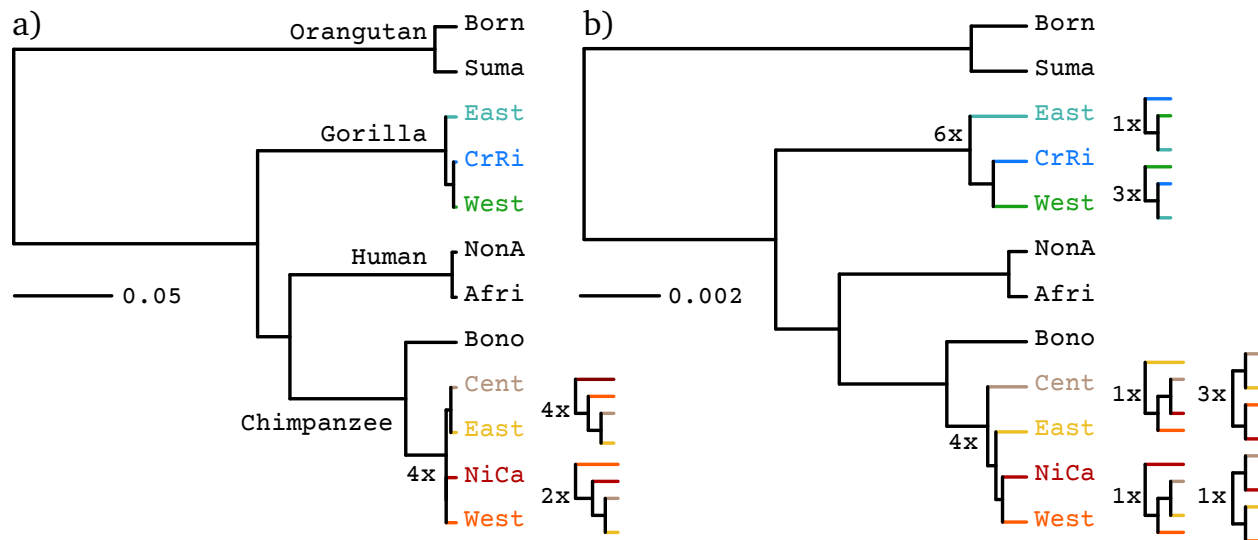 a)
Orangutan
Born
Suma
Gorilla
East
CrRi
West
Human
NonA
Afri
0.05
Bono
Cent
Chimpanzee
East
4x
NiCa
West
4x
2x
b)
Born
Suma
6x
East
CrRi
West
1x
3x
NonA
Afri
0.002
Bono
Cent
East
4x
NiCa
West
1x
3x
1x
1x